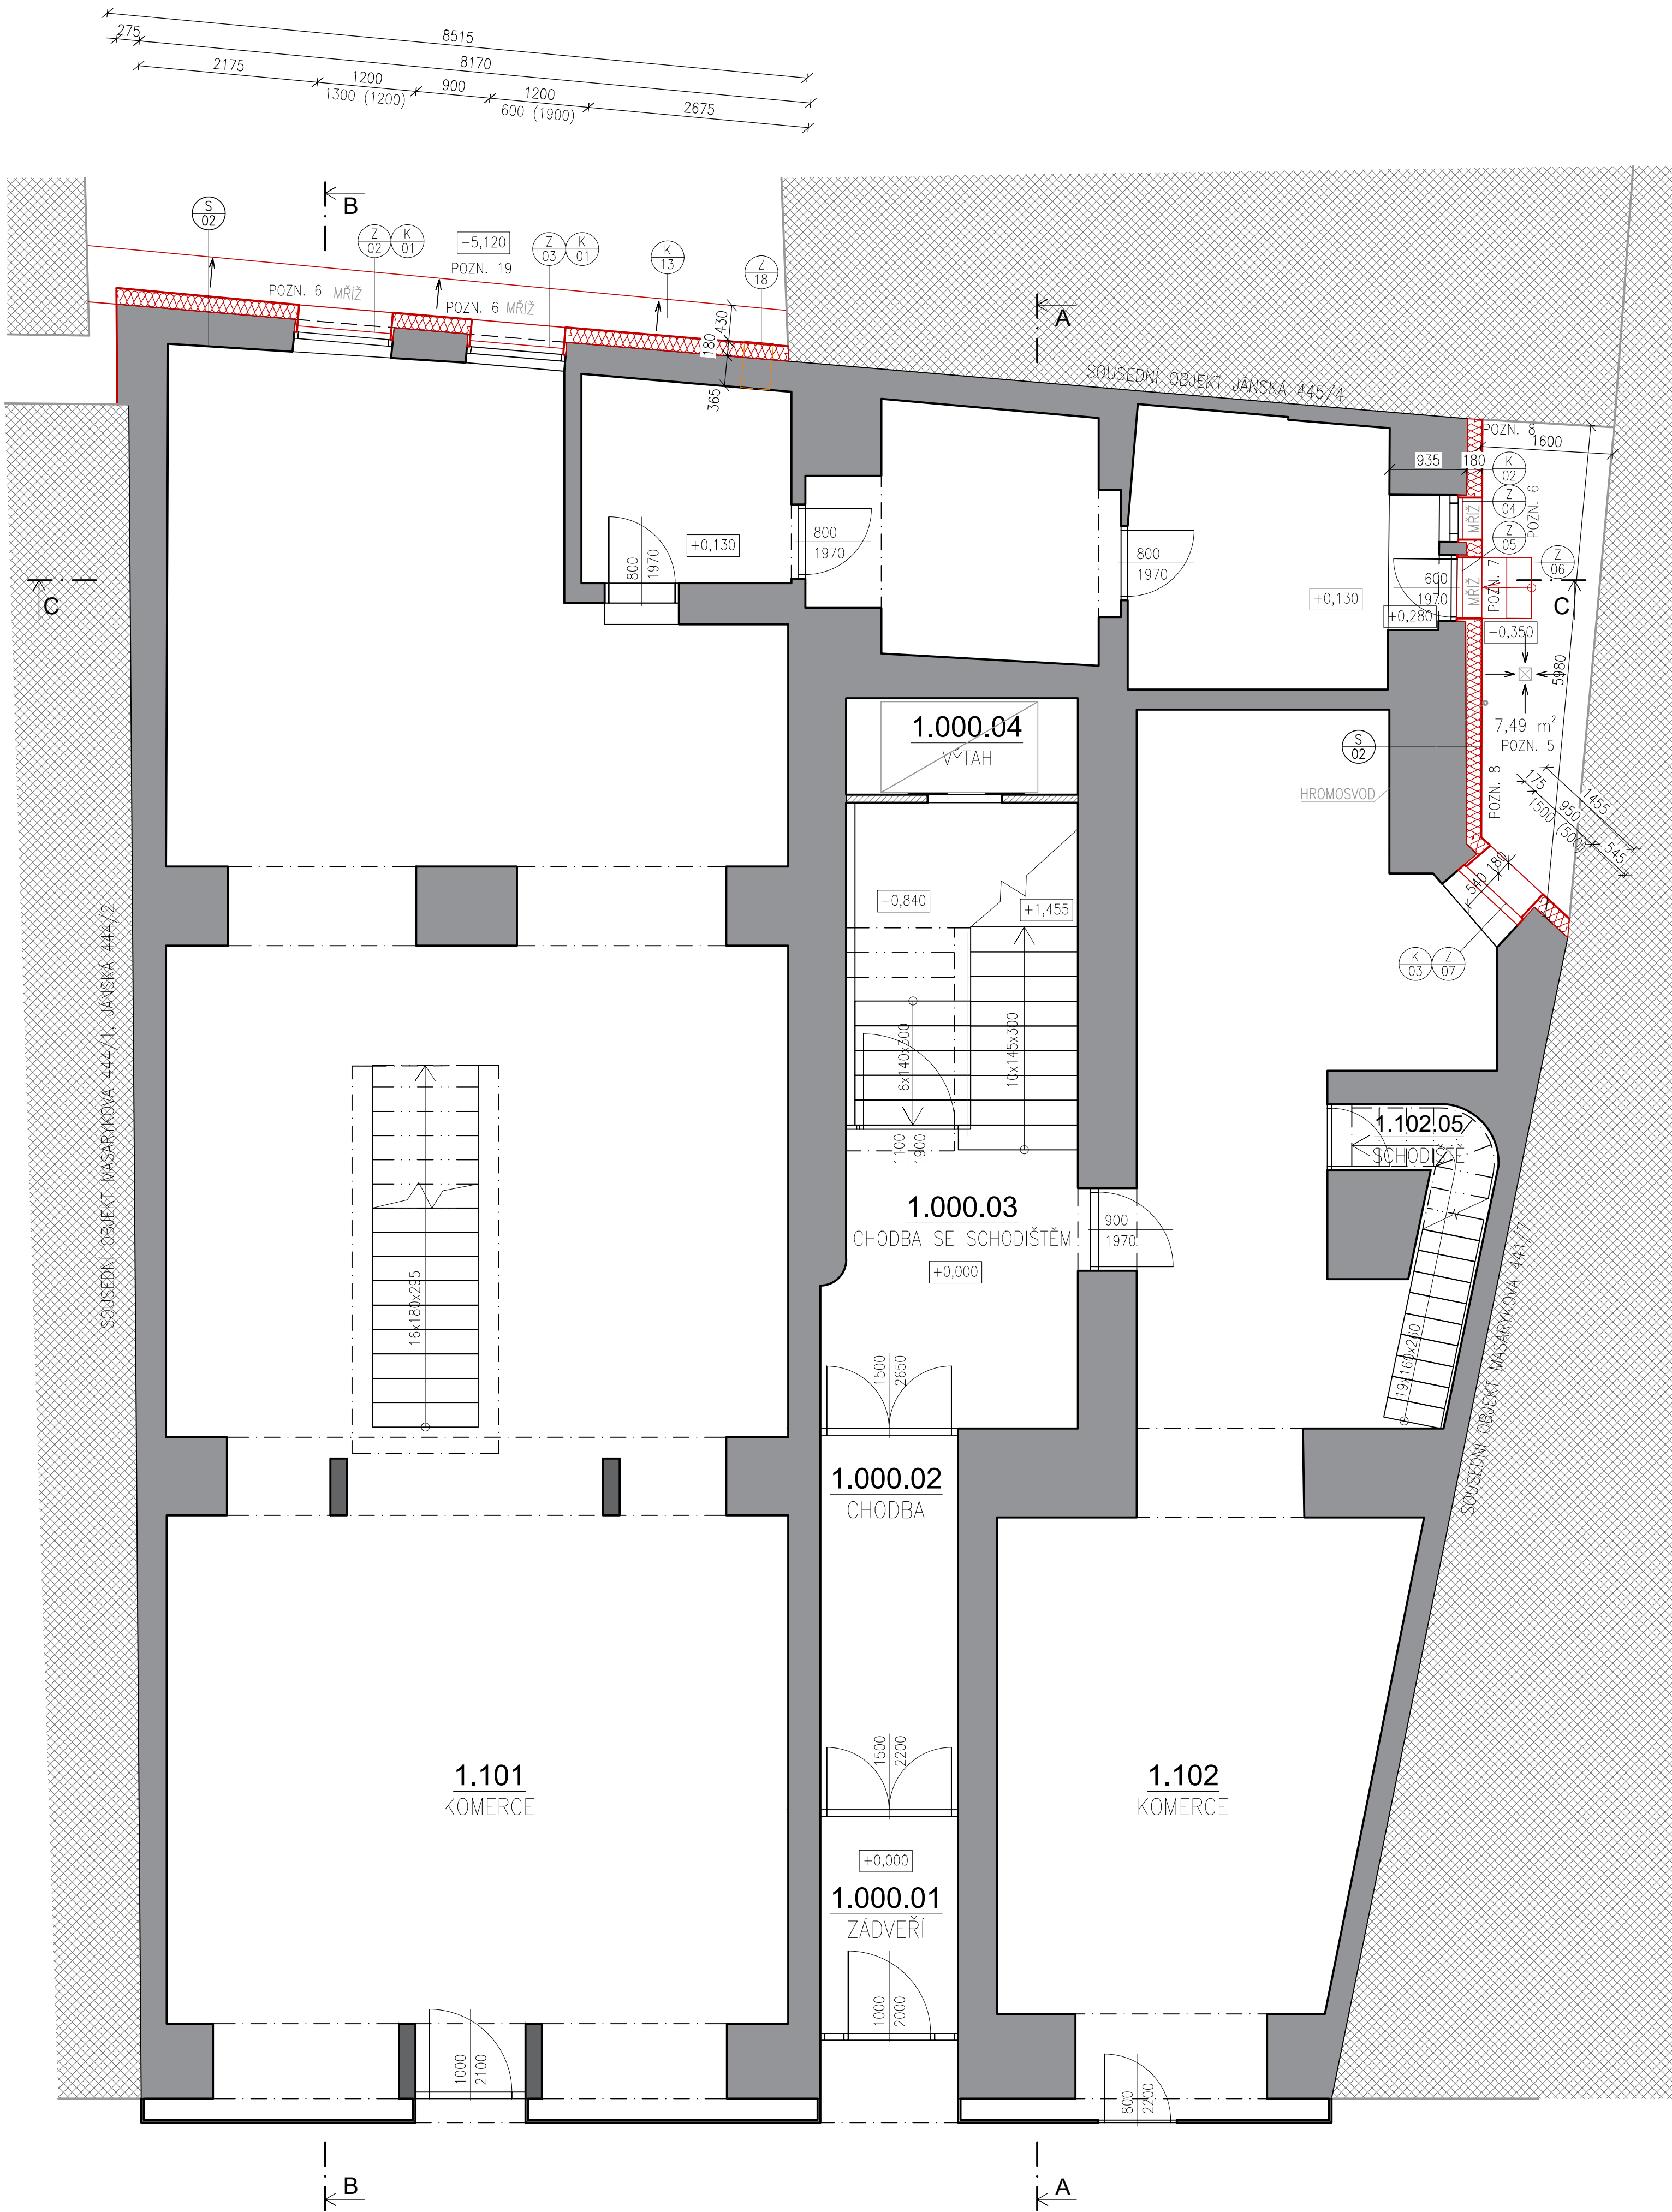 8515
275
8170
2175
1200
900
1200
2675
1300 (1200)
600 (1900)
B
A
S
02
Z
02
K
01
-5,120
POZN. 19
Z
03
K
01
K
13
Z
18
POZN. 6 MŘÍŽ
POZN. 6 MŘÍŽ
430
180
365
SOUSEDNÍ OBJEKT JÁNSKÁ 445/4
POZN. 8
1600
935
180
K
02
Z
04
Z
05
Z
06
POZN. 6
MŘÍŽ
MŘÍŽ
POZN. 7
+0,130
800
1970
800
1970
800
1970
+0,130
600
1970
+0,280
-0,350
C
C
5980
7,49 m²
POZN. 5
POZN. 8
S
02
HROMOSVOD
175
950
545
1455
1500 (500)
540
180
K
03
Z
07
1.000.04
VÝTAH
-0,840
+1,455
6x140x300
10x145x300
1100
1900
1.000.03
CHODBA SE SCHODIŠTĚM
+0,000
900
1970
1.102.05
SCHODIŠTĚ
19x160x260
16x180x295
SOUSEDNÍ OBJEKT MASARYKOVA 444/1, JÁNSKÁ 444/2
SOUSEDNÍ OBJEKT MASARYKOVA 441/7
1500
2650
1.000.02
CHODBA
1500
2200
1.101
KOMERCE
1.102
KOMERCE
+0,000
1.000.01
ZÁDVEŘÍ
1000
2000
1000
2100
800
2200
B
A